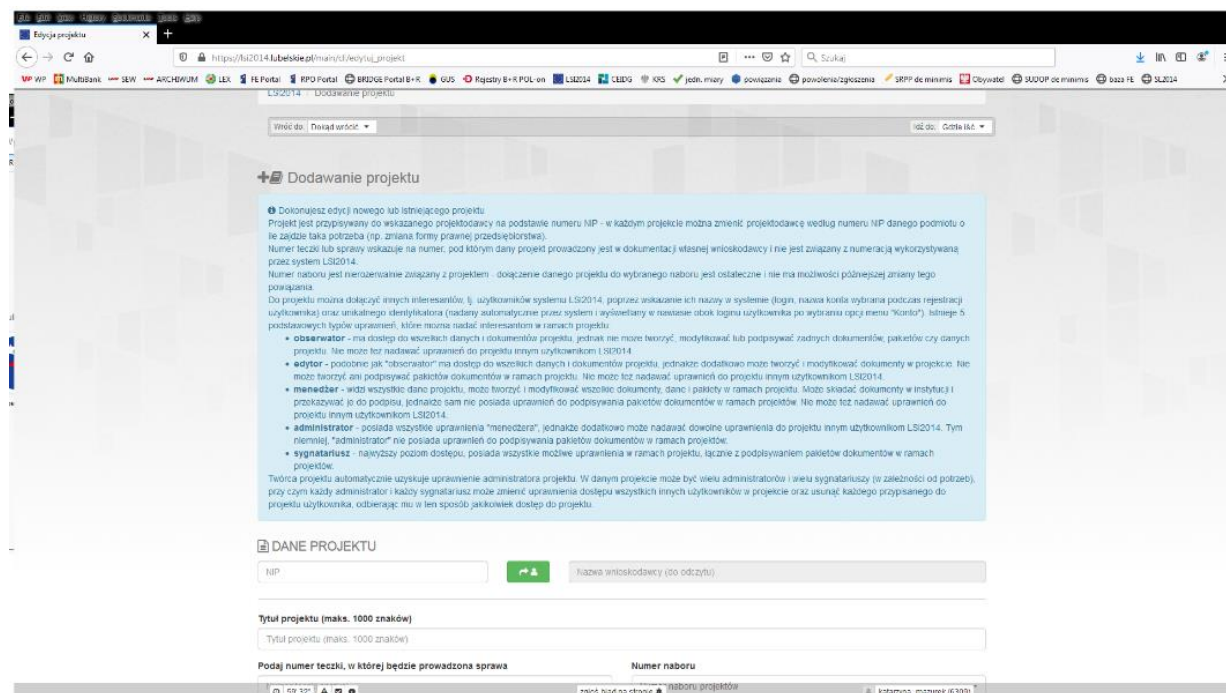 Edycja projektu
https://lsi2014.lubelskie.pl/main/cf/edytuj_projekt
Szukaj
WP MultiBank SEW ARCHIWUM LEX FE Portal RPO Portal BRIDGE Portal B+R GUS Rejestry B+R POL-on LSI2014 CEIDG KRS jedn. miary powiązania powołenia/zgłoszenia SRPP de minimis Obywatel SUDOP de minimis baza FE SL2014
LSI2014 / Dodawanie projektu
Wróć do: Dokąd wrócić
Idź do: Gdzie iść
Dodawanie projektu
Dokonujesz edycji nowego lub istniejącego projektu
Projekt jest przypisywany do wskazanego projektodawcy na podstawie numeru NIP - w każdym projekcie można zmienić projektodawcę według numeru NIP danego podmiotu o
ile zajdzie taka potrzeba (np. zmiana formy prawnej przedsiębiorstwa).
Numer teczki lub sprawy wskazuje na numer, pod którym dany projekt prowadzony jest w dokumentacji własnej wnioskodawcy i nie jest związany z numeracją wykorzystywaną
przez system LSI2014.
Numer naboru jest nierozerwalnie związany z projektem - dołączenie danego projektu do wybranego naboru jest ostateczne i nie ma możliwości późniejszej zmiany tego
powiązania.
Do projektu można dołączyć innych interesantów, tj. użytkowników systemu LSI2014, poprzez wskazanie ich nazwy w systemie (login, nazwa konta wybrana podczas rejestracji
użytkownika) oraz unikalnego identyfikatora (nadany automatycznie przez system i wyświetlany w nawiasie obok loginu użytkownika po wybraniu opcji menu "Konto"). Istnieje 5
podstawowych typów uprawnień, które można nadać interesantom w ramach projektu:
• obserwator - ma dostęp do wszelkich danych i dokumentów projektu, jednak nie może tworzyć, modyfikować lub podpisywać żadnych dokumentów, pakietów czy danych
projektu. Nie może też nadawać uprawnień do projektu innym użytkownikom LSI2014.
• edytor - podobnie jak "obserwator" ma dostęp do wszelkich danych i dokumentów projektu, jednakże dodatkowo może tworzyć i modyfikować dokumenty w projekcie. Nie
może tworzyć ani podpisywać pakietów dokumentów w ramach projektu. Nie może też nadawać uprawnień do projektu innym użytkownikom LSI2014.
• menedżer - widzi wszystkie dane projektu, może tworzyć i modyfikować wszelkie dokumenty, dane i pakiety w ramach projektu. Może składać dokumenty w instytucji i
przekazywać je do podpisu, jednakże sam nie posiada uprawnień do podpisywania pakietów dokumentów w ramach projektów. Nie może też nadawać uprawnień do
projektu innym użytkownikom LSI2014.
• administrator - posiada wszystkie uprawnienia "menedżera", jednakże dodatkowo może nadawać dowolne uprawnienia do projektu innym użytkownikom LSI2014. Tym
niemniej, "administrator" nie posiada uprawnień do podpisywania pakietów dokumentów w ramach projektów.
• sygnatariusz - najwyższy poziom dostępu, posiada wszystkie możliwe uprawnienia w ramach projektu, łącznie z podpisywaniem pakietów dokumentów w ramach
projektów.
Twórca projektu automatycznie uzyskuje uprawnienie administratora projektu. W danym projekcie może być wielu administratorów i wielu sygnatariuszy (w zależności od potrzeb),
przy czym każdy administrator i każdy sygnatariusz może zmienić uprawnienia dostępu wszystkich innych użytkowników w projekcie oraz usunąć każdego przypisanego do
projektu użytkownika, odbierając mu w ten sposób jakikolwiek dostęp do projektu.
DANE PROJEKTU
NIP
Nazwa wnioskodawcy (do odczytu)
Tytuł projektu (maks. 1000 znaków)
Tytuł projektu (maks. 1000 znaków)
Podaj numer teczki, w której będzie prowadzona sprawa
Numer naboru
Numer naboru projektów
59' 32"
zgłoś błąd na stronie
katarzyna_mazurek (6309)